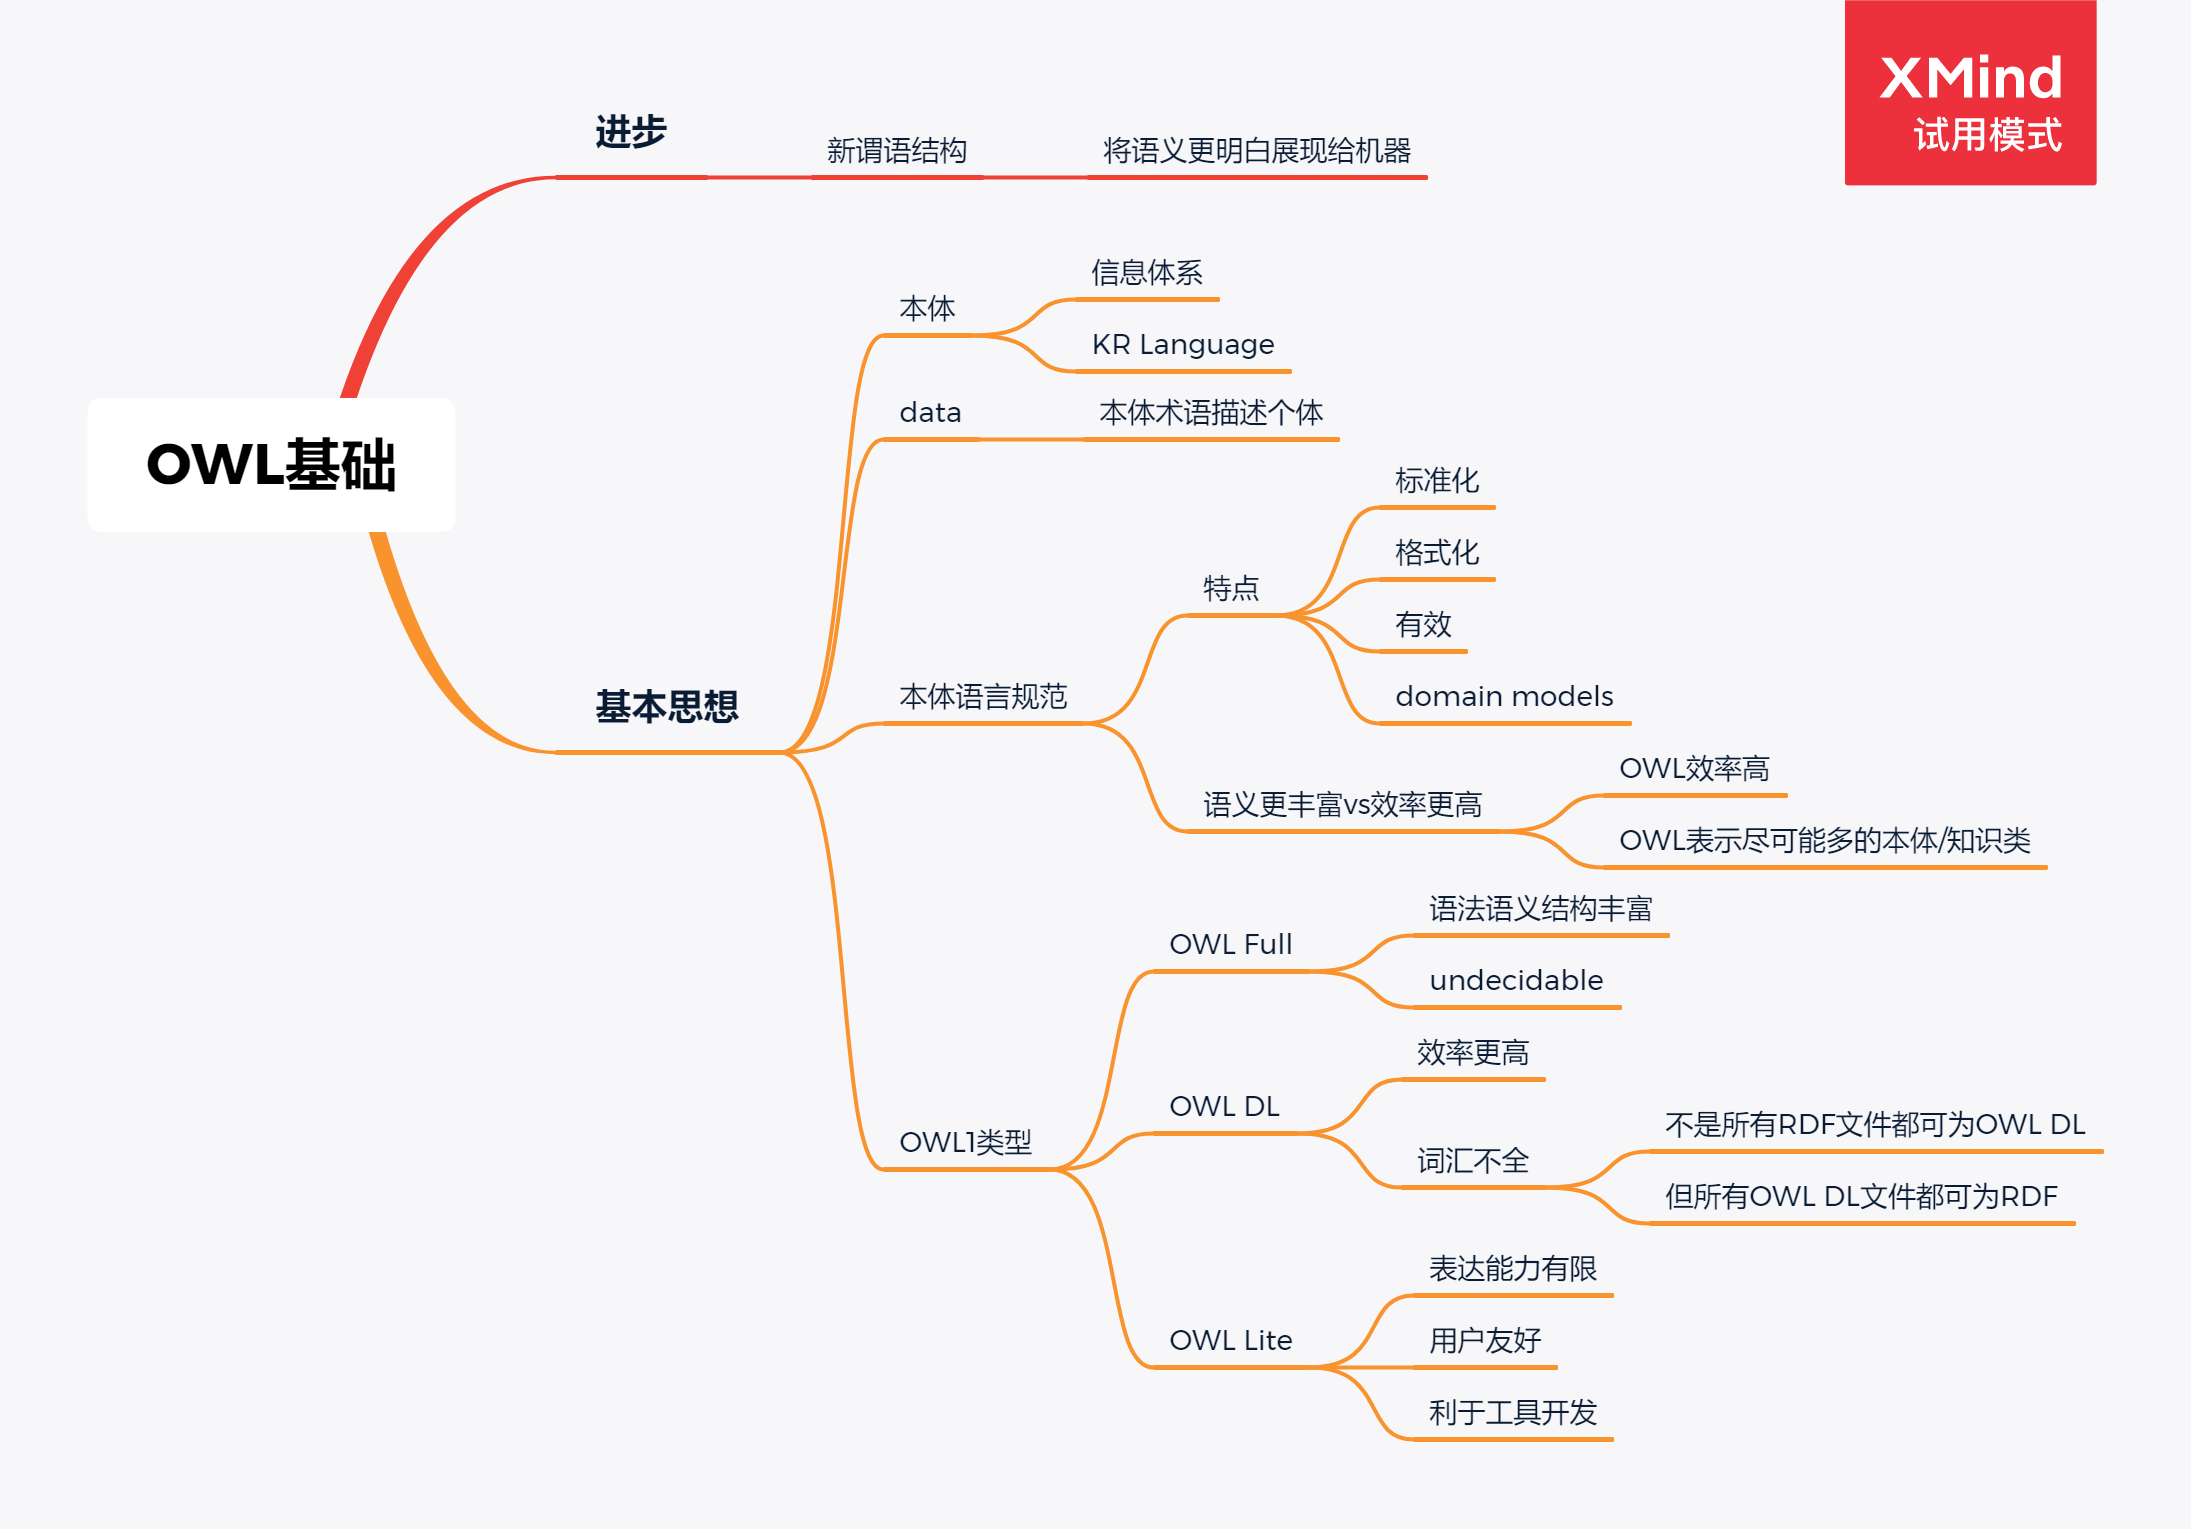 XMind
试用模式
OWL基础
进步
新谓语结构
将语义更明白展现给机器
基本思想
本体
信息体系
KR Language
data
本体术语描述个体
本体语言规范
特点
标准化
格式化
有效
domain models
语义更丰富vs效率更高
OWL效率高
OWL表示尽可能多的本体/知识类
OWL1类型
OWL Full
语法语义结构丰富
undecidable
OWL DL
效率更高
词汇不全
不是所有RDF文件都可为OWL DL
但所有OWL DL文件都可为RDF
OWL Lite
表达能力有限
用户友好
利于工具开发